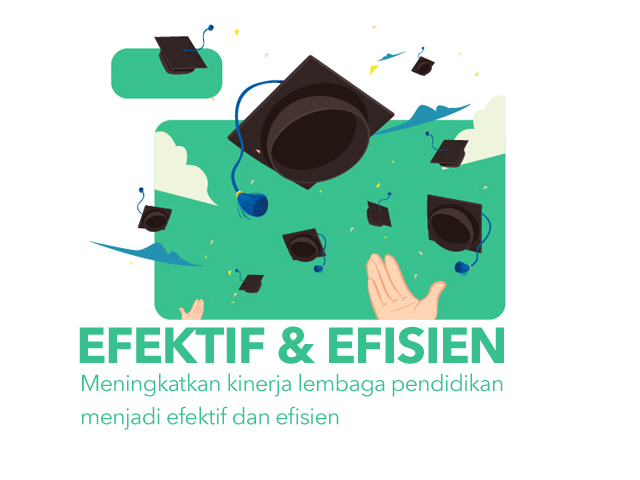 EFEKTIF & EFISIEN
Meningkatkan kinerja lembaga pendidikan
menjadi efektif dan efisien